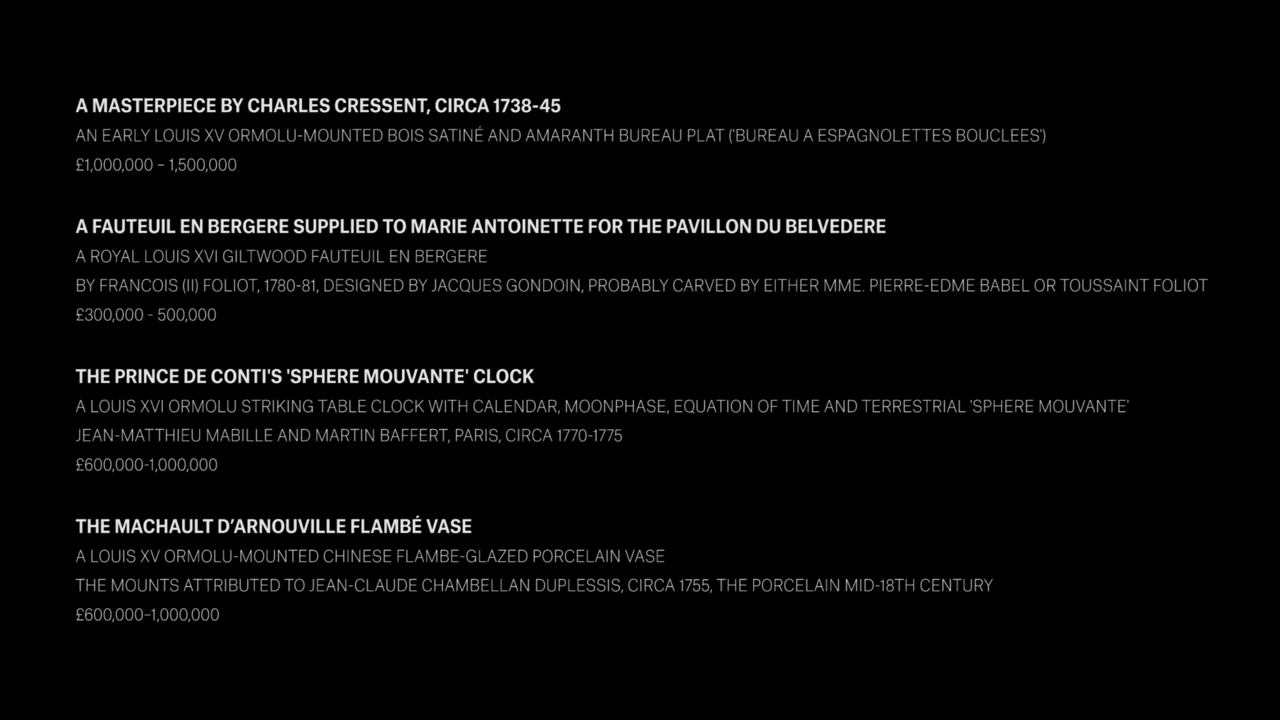 A MASTERPIECE BY CHARLES CRESSENT, CIRCA 1738-45
AN EARLY LOUIS XV ORMOLU-MOUNTED BOIS SATINÉ AND AMARANTH BUREAU PLAT ('BUREAU A ESPAGNOLETTES BOUCLEES')
£1,000,000 – 1,500,000
A FAUTEUIL EN BERGERE SUPPLIED TO MARIE ANTOINETTE FOR THE PAVILLON DU BELVEDERE
A ROYAL LOUIS XVI GILTWOOD FAUTEUIL EN BERGERE
BY FRANCOIS (II) FOLIOT, 1780-81, DESIGNED BY JACQUES GONDOIN, PROBABLY CARVED BY EITHER MME. PIERRE-EDME BABEL OR TOUSSAINT FOLIOT
£300,000 - 500,000
THE PRINCE DE CONTI'S 'SPHERE MOUVANTE' CLOCK
A LOUIS XVI ORMOLU STRIKING TABLE CLOCK WITH CALENDAR, MOONPHASE, EQUATION OF TIME AND TERRESTRIAL 'SPHERE MOUVANTE'
JEAN-MATTHIEU MABILLE AND MARTIN BAFFERT, PARIS, CIRCA 1770-1775
£600,000-1,000,000
THE MACHAULT D’ARNOUVILLE FLAMBÉ VASE
A LOUIS XV ORMOLU-MOUNTED CHINESE FLAMBE-GLAZED PORCELAIN VASE
THE MOUNTS ATTRIBUTED TO JEAN-CLAUDE CHAMBELLAN DUPLESSIS, CIRCA 1755, THE PORCELAIN MID-18TH CENTURY
£600,000–1,000,000